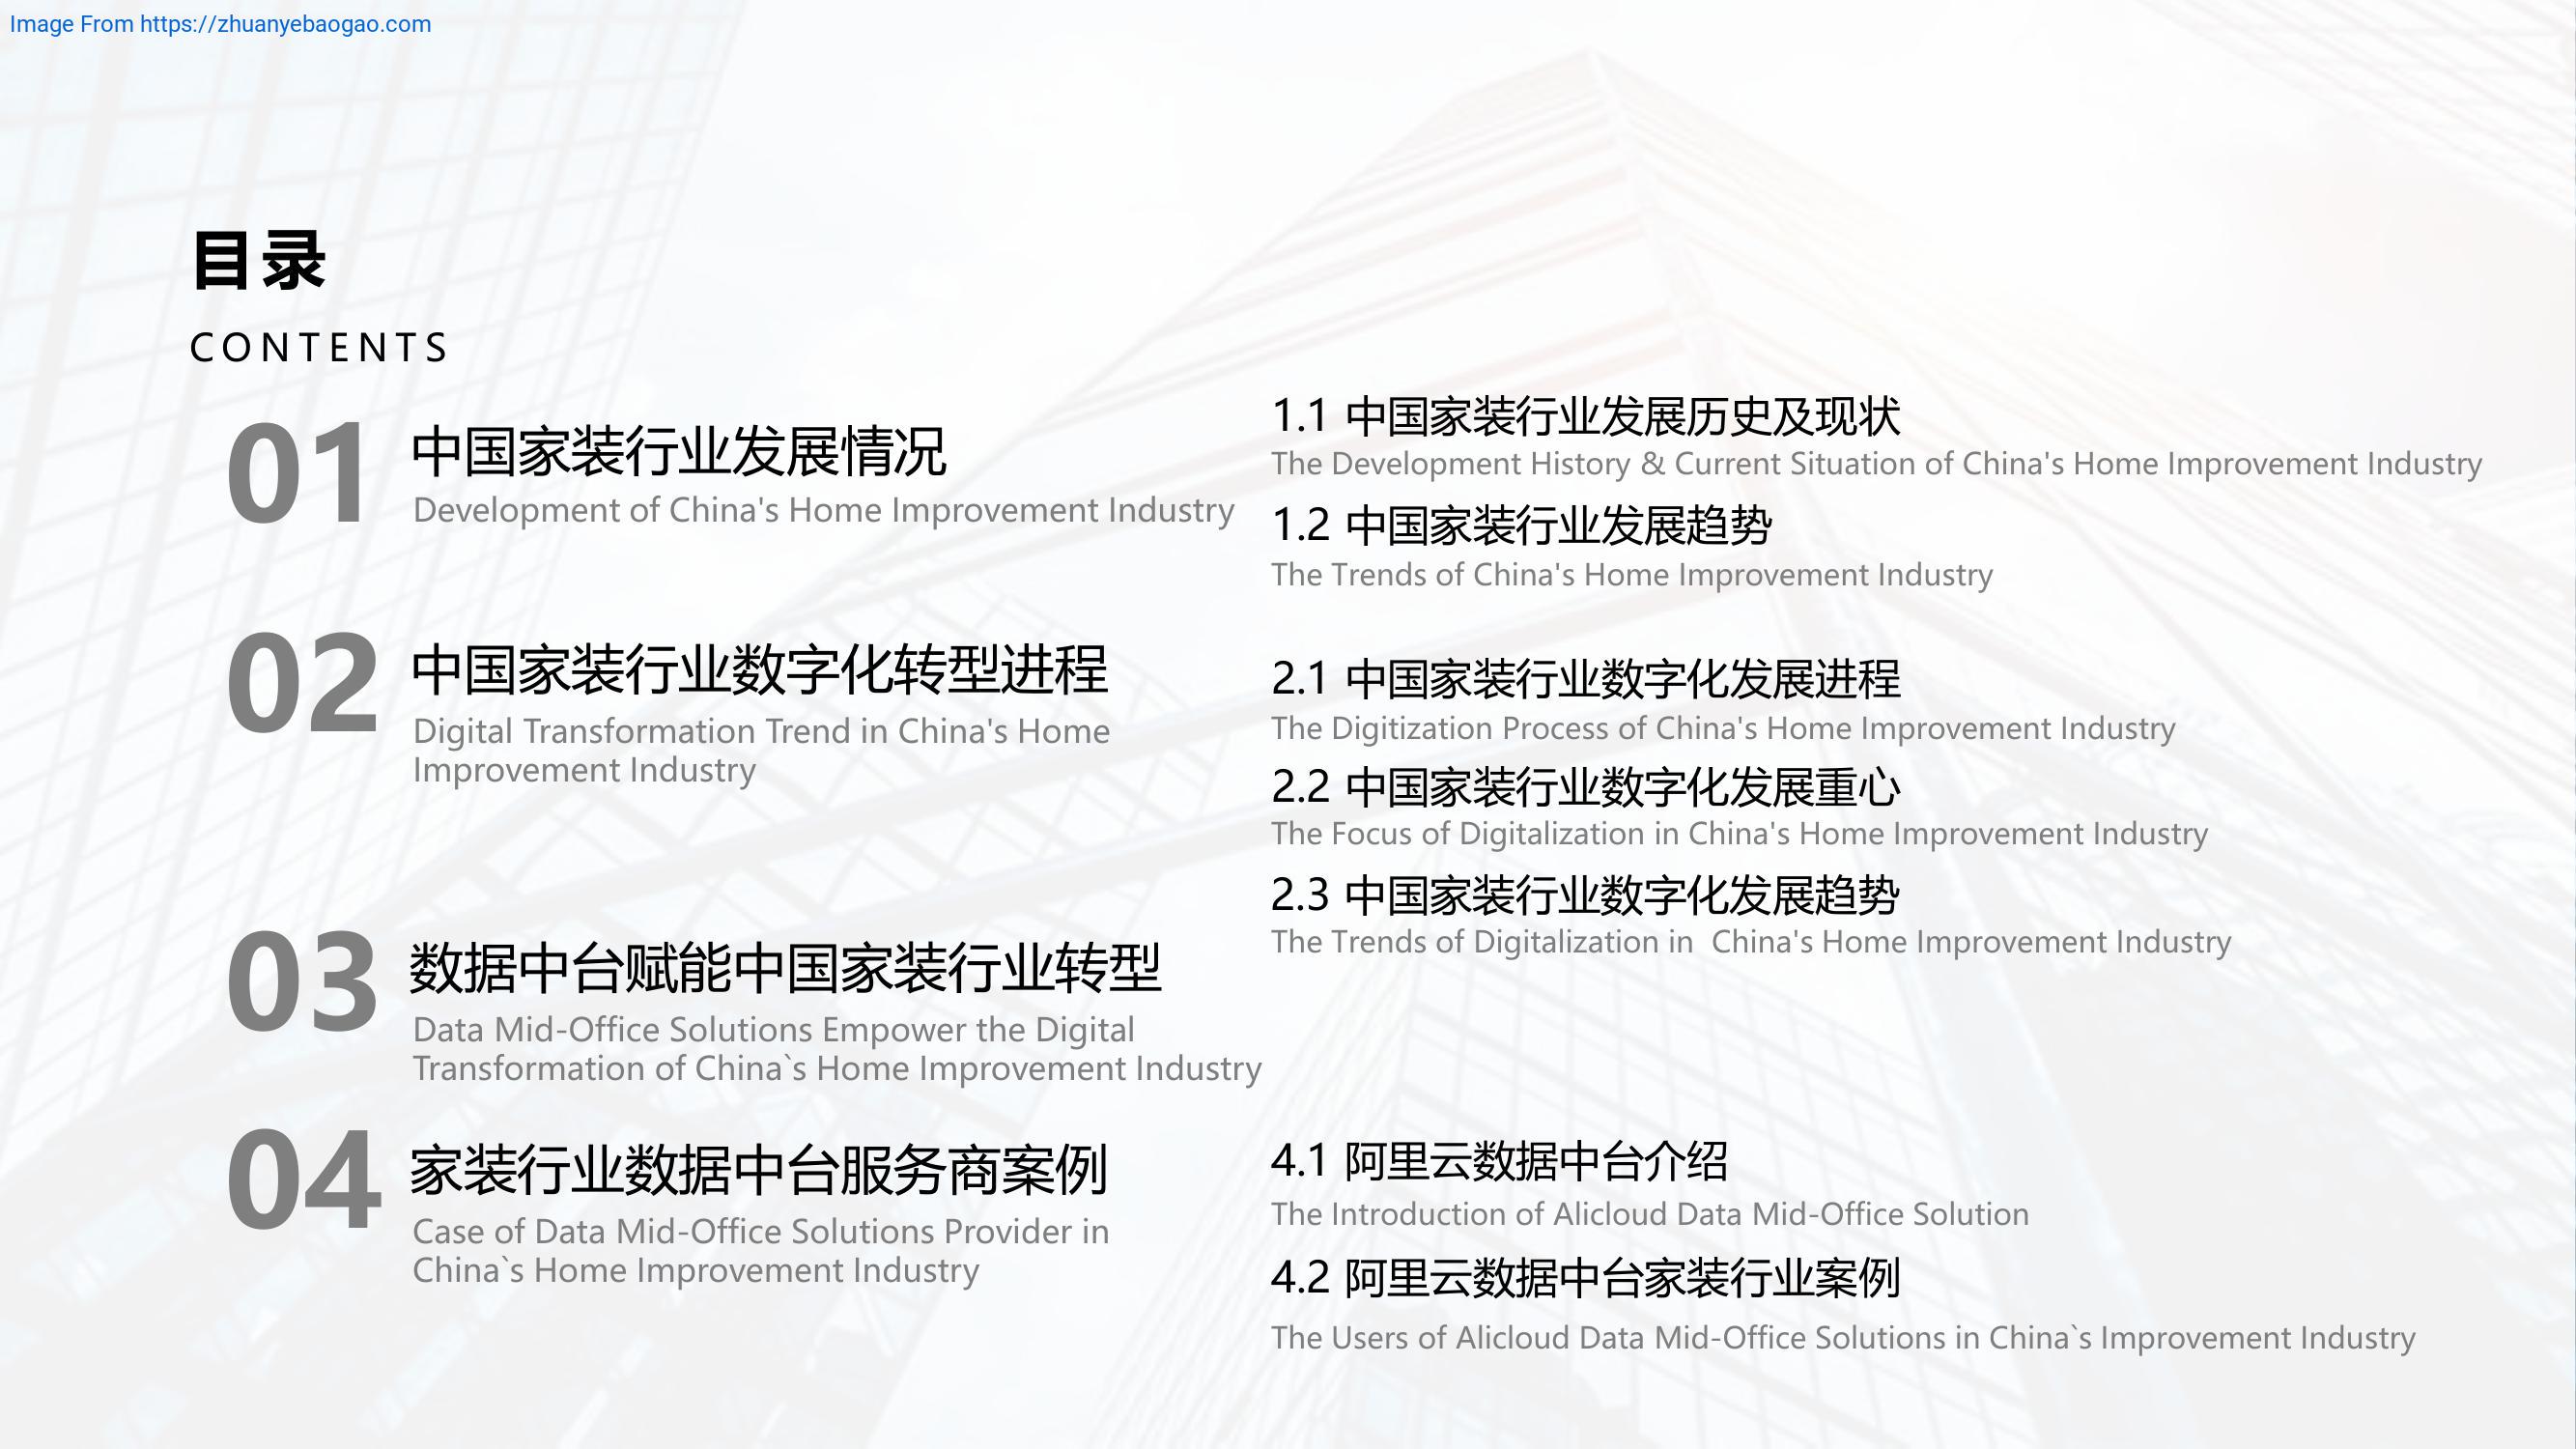 Image From https://zhuanyebaogao.com
目录
CONTENTS
01
中国家装行业发展情况
Development of China's Home Improvement Industry
1.1 中国家装行业发展历史及现状
The Development History & Current Situation of China's Home Improvement Industry
1.2 中国家装行业发展趋势
The Trends of China's Home Improvement Industry
02
中国家装行业数字化转型进程
Digital Transformation Trend in China's Home
Improvement Industry
2.1 中国家装行业数字化发展进程
The Digitization Process of China's Home Improvement Industry
2.2 中国家装行业数字化发展重心
The Focus of Digitalization in China's Home Improvement Industry
2.3 中国家装行业数字化发展趋势
The Trends of Digitalization in  China's Home Improvement Industry
03
数据中台赋能中国家装行业转型
Data Mid-Office Solutions Empower the Digital
Transformation of China`s Home Improvement Industry
04
家装行业数据中台服务商案例
Case of Data Mid-Office Solutions Provider in
China`s Home Improvement Industry
4.1 阿里云数据中台介绍
The Introduction of Alicloud Data Mid-Office Solution
4.2 阿里云数据中台家装行业案例
The Users of Alicloud Data Mid-Office Solutions in China`s Improvement Industry